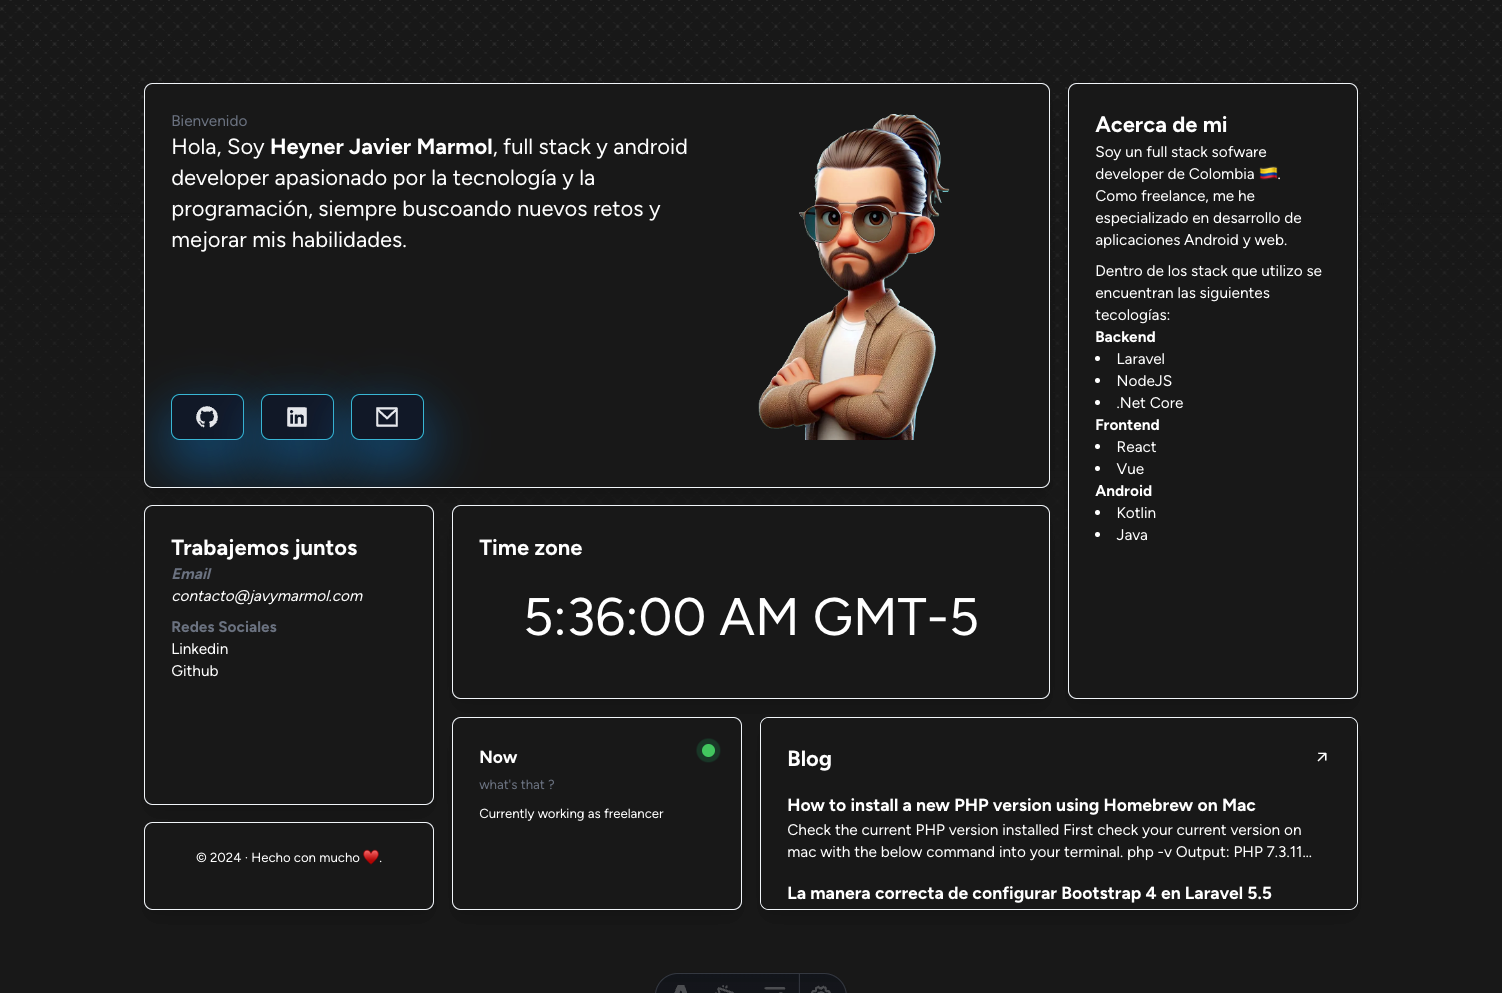 Bienvenido
Hola, Soy Heyner Javier Marmol, full stack y android
developer apasionado por la tecnología y la
programación, siempre buscoando nuevos retos y
mejorar mis habilidades.
Acerca de mi
Soy un full stack sofware
developer de Colombia 🇨🇴.
Como freelance, me he
especializado en desarrollo de
aplicaciones Android y web.
Dentro de los stack que utilizo se
encuentran las siguientes
tecologías:
Backend
• Laravel
• NodeJS
• .Net Core
Frontend
• React
• Vue
Android
• Kotlin
• Java
Trabajemos juntos
Email
contacto@javymarmol.com
Redes Sociales
Linkedin
Github
Time zone
5:36:00 AM GMT-5
Now
what's that ?
Currently working as freelancer
Blog
How to install a new PHP version using Homebrew on Mac
Check the current PHP version installed First check your current version on
mac with the below command into your terminal. php -v Output: PHP 7.3.11...
La manera correcta de configurar Bootstrap 4 en Laravel 5.5
© 2024 · Hecho con mucho ❤️.